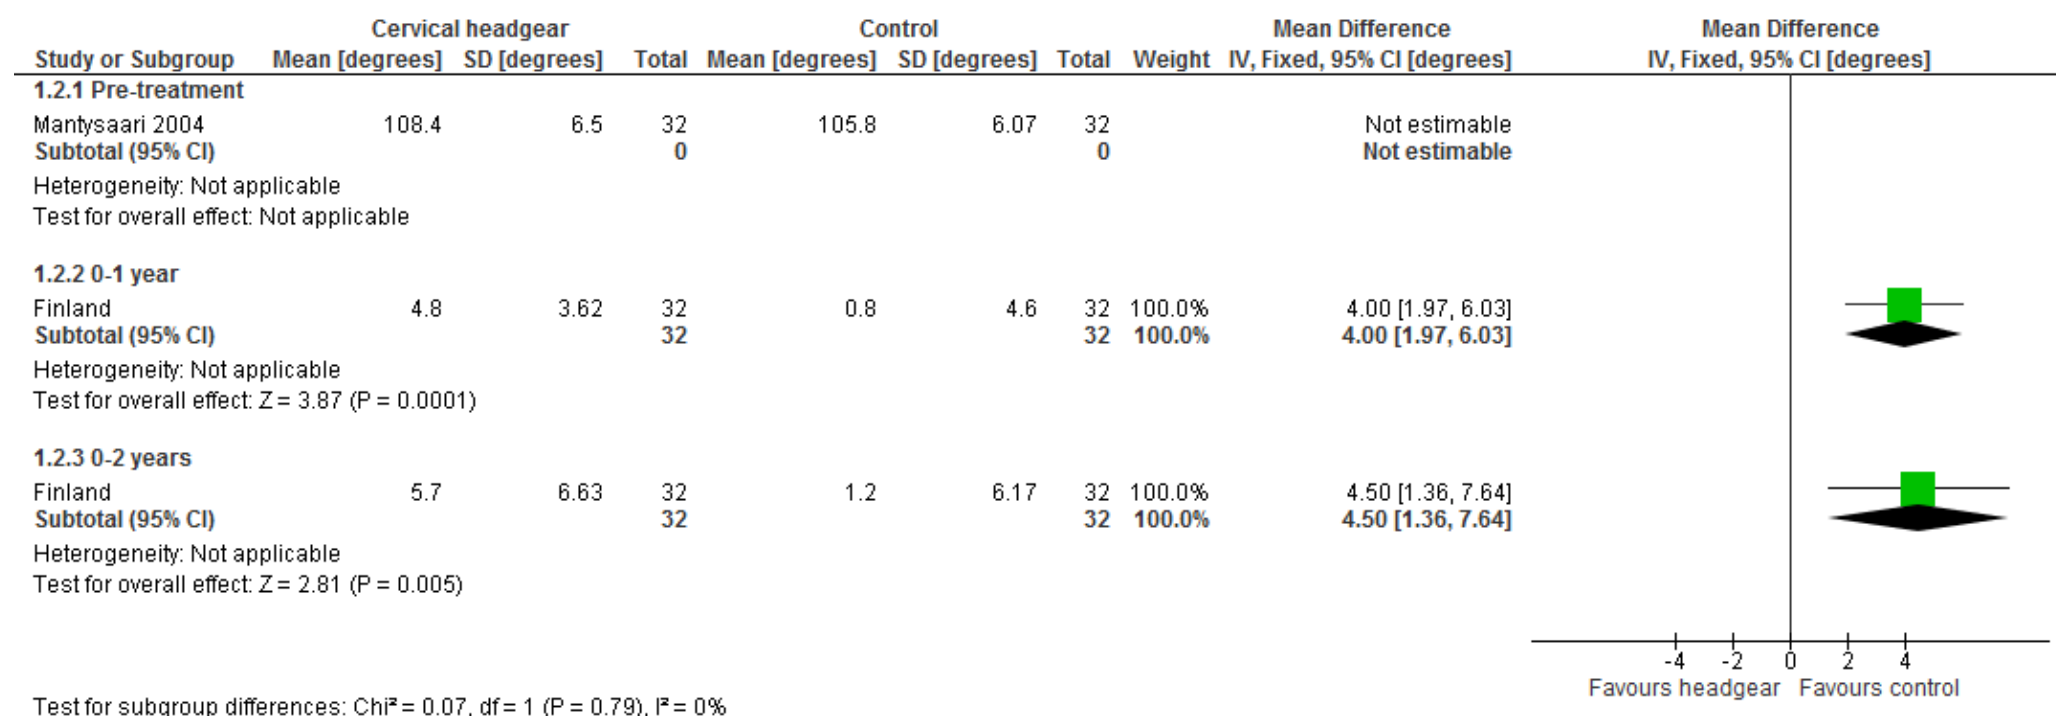 Cervical headgear Control Mean Difference Mean Difference
Study or Subgroup Mean [degrees] SD [degrees] Total Mean [degrees] SD [degrees] Total Weight IV, Fixed, 95% CI [degrees] IV, Fixed, 95% CI [degrees]
1.2.1 Pre-treatment
Mantysaari 2004 108.4 6.5 32 105.8 6.07 32 Not estimable
Subtotal (95% CI) 0 0 Not estimable
Heterogeneity: Not applicable
Test for overall effect: Not applicable
1.2.2 0-1 year
Finland 4.8 3.62 32 0.8 4.6 32 100.0% 4.00 [1.97, 6.03]
Subtotal (95% CI) 32 32 100.0% 4.00 [1.97, 6.03]
Heterogeneity: Not applicable
Test for overall effect: Z = 3.87 (P = 0.0001)
1.2.3 0-2 years
Finland 5.7 6.63 32 1.2 6.17 32 100.0% 4.50 [1.36, 7.64]
Subtotal (95% CI) 32 32 100.0% 4.50 [1.36, 7.64]
Heterogeneity: Not applicable
Test for overall effect: Z = 2.81 (P = 0.005)
-4 -2 0 2 4
Favours headgear Favours control
Test for subgroup differences: Chi² = 0.07, df = 1 (P = 0.79), I² = 0%